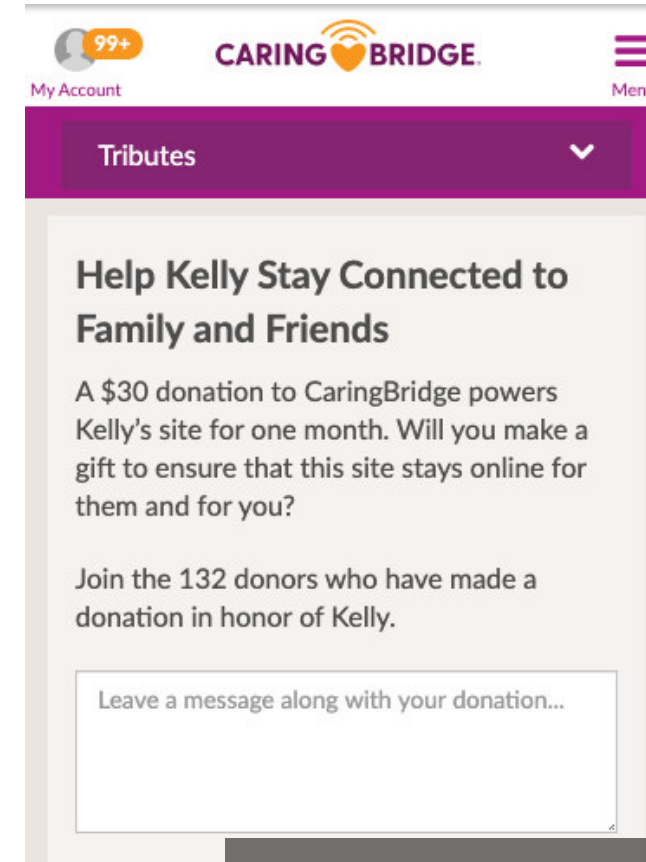 99+
CARING BRIDGE.
My Account
Men
Tributes
Help Kelly Stay Connected to
Family and Friends
A $30 donation to CaringBridge powers
Kelly's site for one month. Will you make a
gift to ensure that this site stays online for
them and for you?
Join the 132 donors who have made a
donation in honor of Kelly.
Leave a message along with your donation...